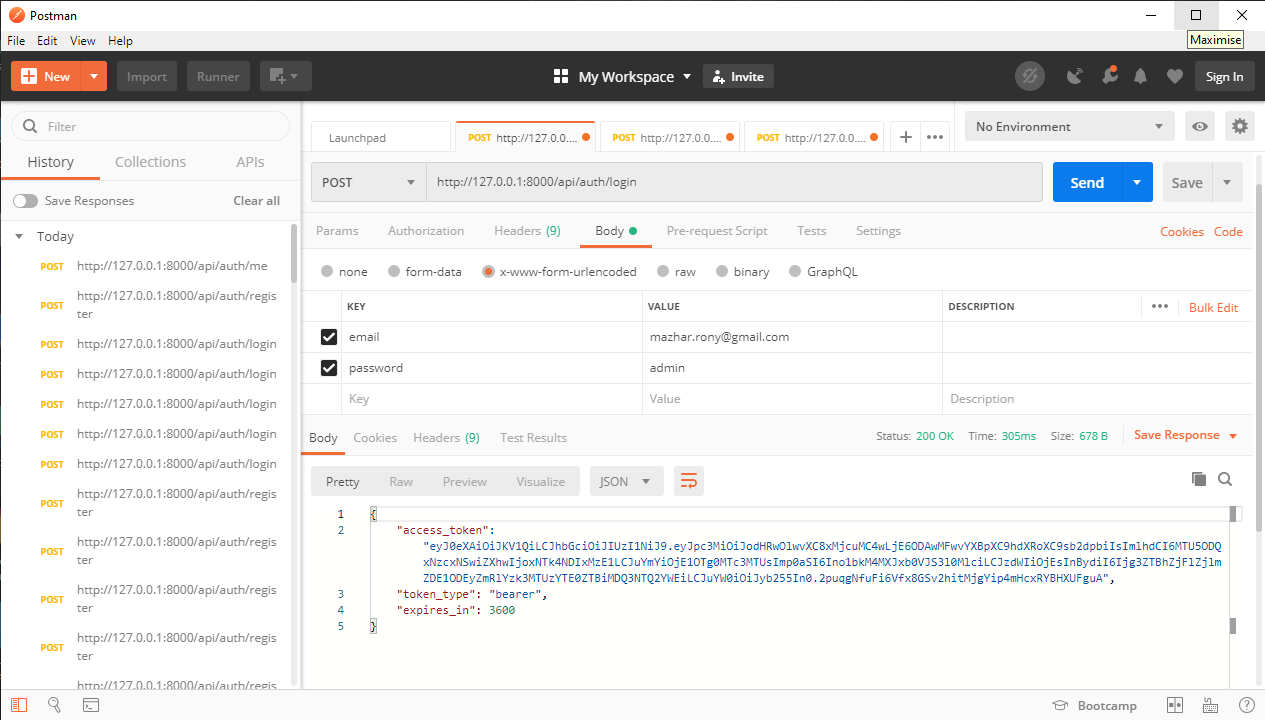 Postman
File Edit View Help
Maximise
New Import Runner My Workspace Invite Sign In
Filter
History Collections APIs
Save Responses Clear all
Today
POST http://127.0.0.1:8000/api/auth/me
POST http://127.0.0.1:8000/api/auth/regis
ter
POST http://127.0.0.1:8000/api/auth/login
POST http://127.0.0.1:8000/api/auth/login
POST http://127.0.0.1:8000/api/auth/login
POST http://127.0.0.1:8000/api/auth/login
POST http://127.0.0.1:8000/api/auth/login
POST http://127.0.0.1:8000/api/auth/regis
ter
POST http://127.0.0.1:8000/api/auth/regis
ter
POST http://127.0.0.1:8000/api/auth/regis
ter
POST http://127.0.0.1:8000/api/auth/regis
ter
http://127.0.0.1:8000/api/auth/regis
Launchpad POST http://127.0.0.... POST http://127.0.0.... POST http://127.0.0.... No Environment
POST http://127.0.0.1:8000/api/auth/login Send Save
Params Authorization Headers (9) Body Pre-request Script Tests Settings Cookies Code
none form-data x-www-form-urlencoded raw binary GraphQL
KEY VALUE DESCRIPTION Bulk Edit
email mazhar.rony@gmail.com
password admin
Key Value Description
Body Cookies Headers (9) Test Results Status: 200 OK Time: 305ms Size: 678 B Save Response
Pretty Raw Preview Visualize JSON
1 {
2 "access_token":
"eyJ0eXAiOiJKV1QiLCJhbGciOiJIUzI1NiJ9.eyJpc3MiOiJodHRwOlwvXC8xMjcuMC4wLjE6ODAwMFwvYXBpXC9hdXRoXC9sb2dpbiIsImlhdCI6MTU5ODQ
3 "token_type": "bearer",
4 "expires_in": 3600
5 }
Bootcamp